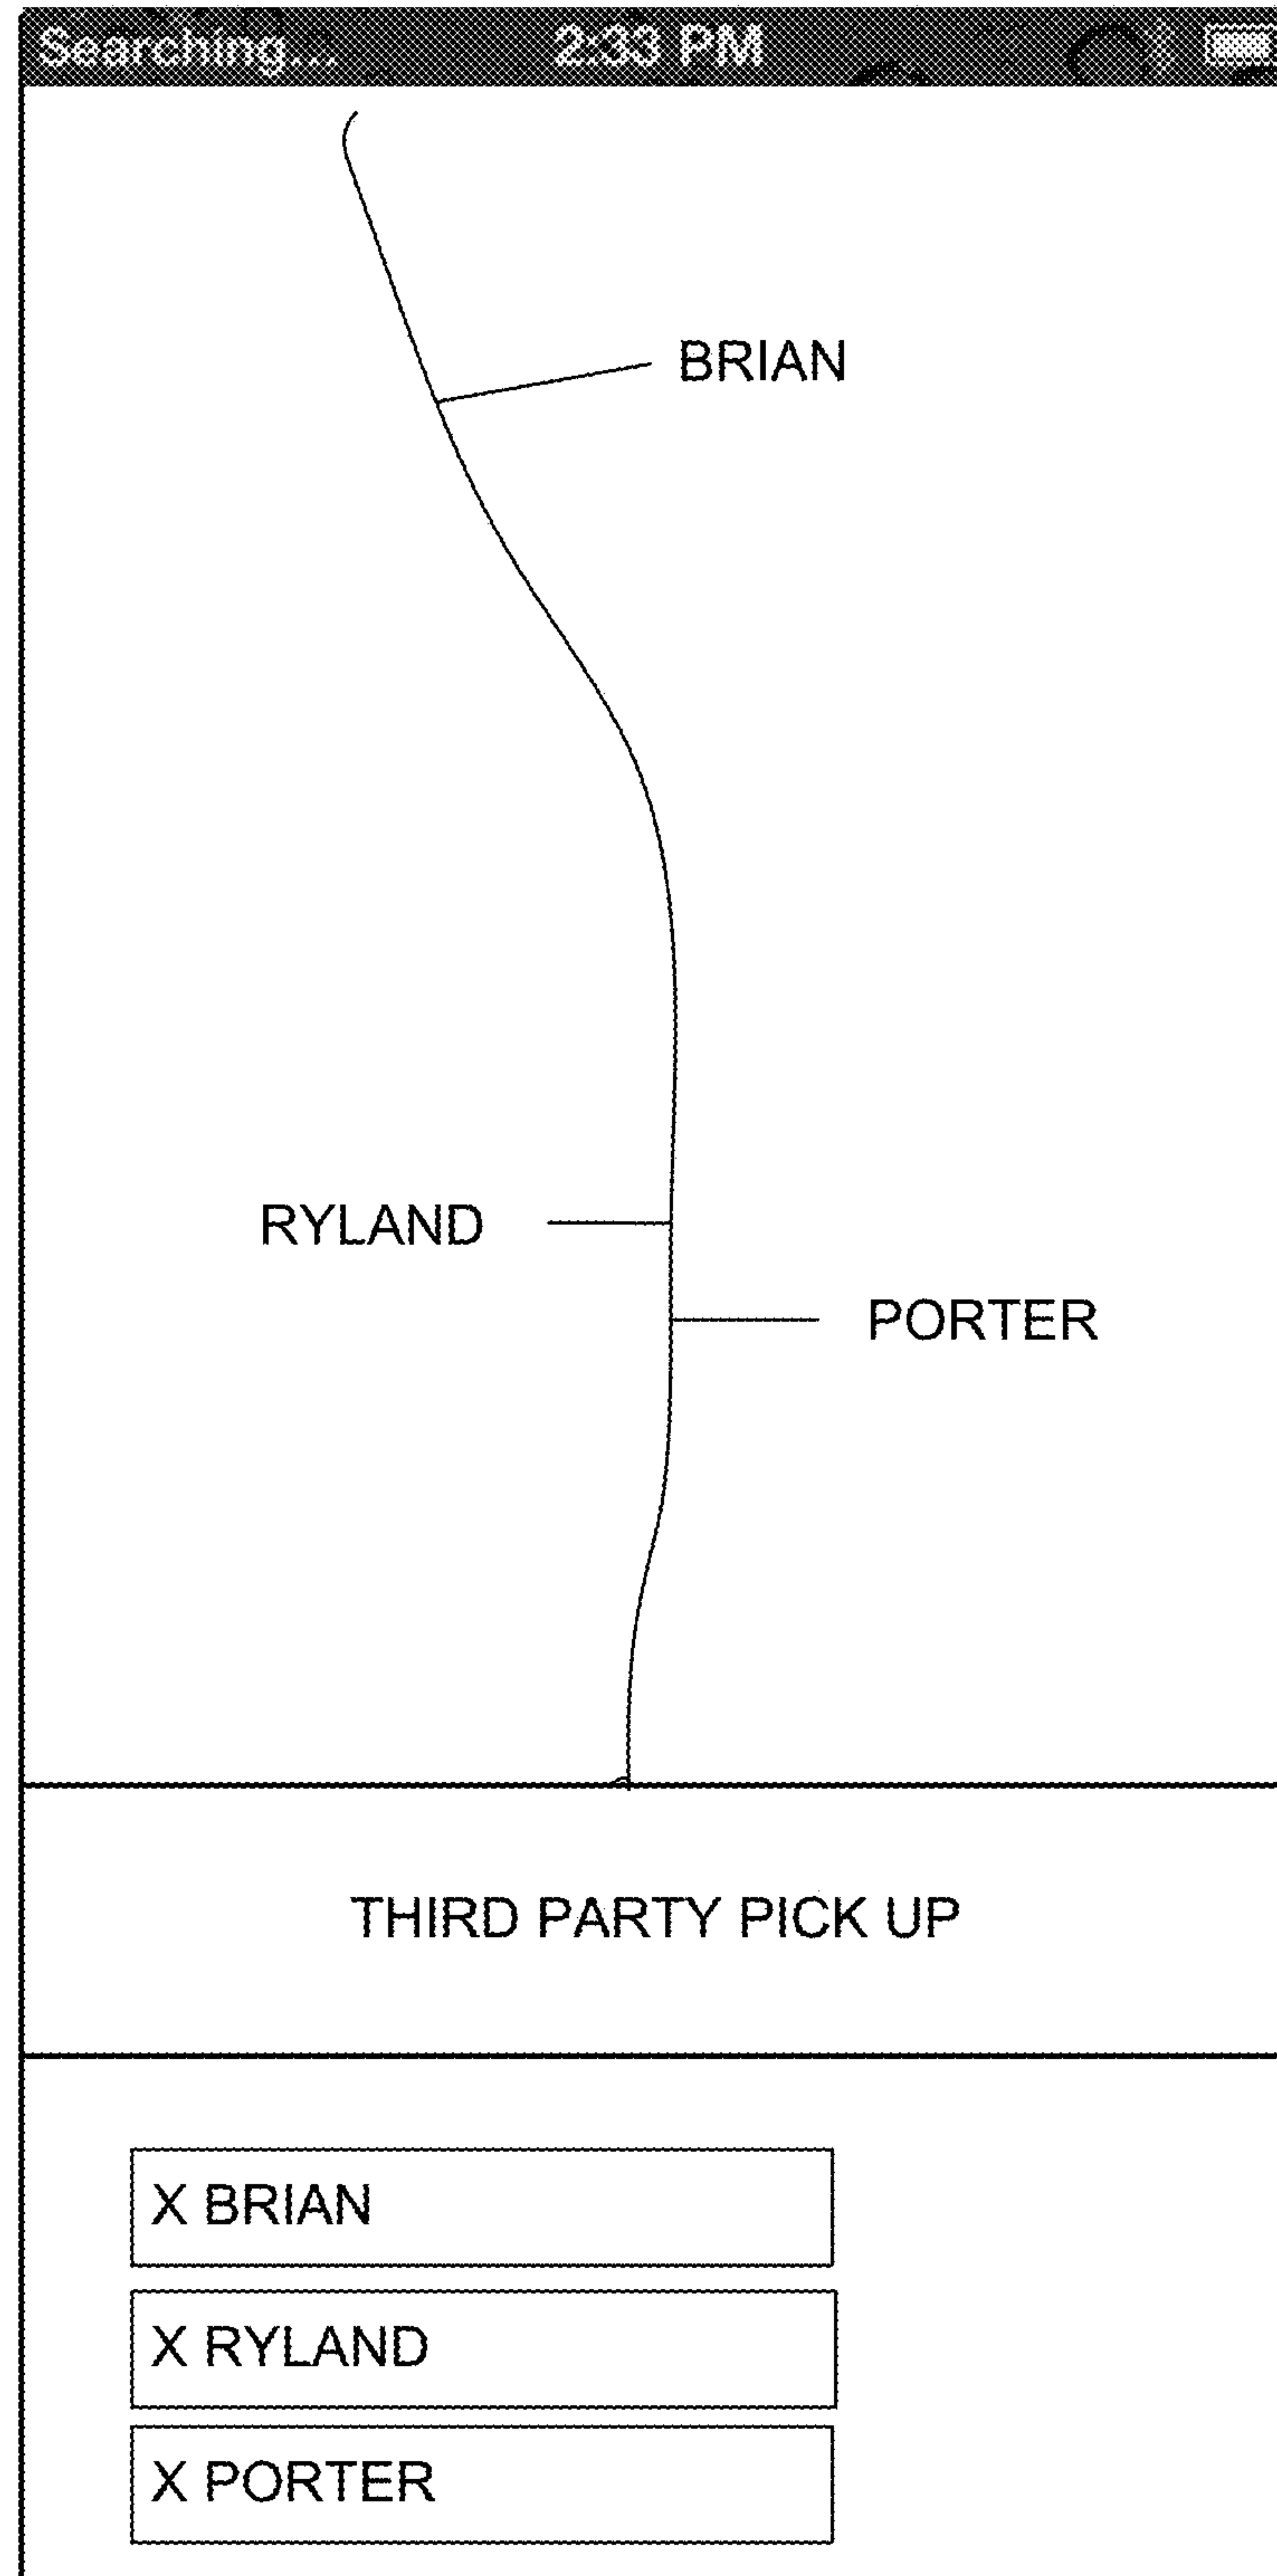 Searching... 2:33 PM
BRIAN
RYLAND
PORTER
THIRD PARTY PICK UP
X BRIAN
X RYLAND
X PORTER